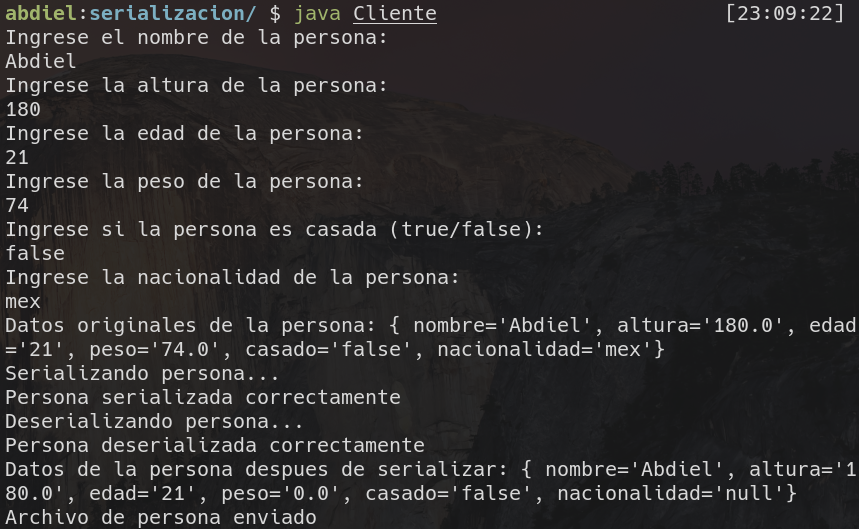 abdiel:serializacion/ $ java Cliente [23:09:22]
Ingrese el nombre de la persona:
Abdiel
Ingrese la altura de la persona:
180
Ingrese la edad de la persona:
21
Ingrese la peso de la persona:
74
Ingrese si la persona es casada (true/false):
false
Ingrese la nacionalidad de la persona:
mex
Datos originales de la persona: { nombre='Abdiel', altura='180.0', edad
='21', peso='74.0', casado='false', nacionalidad='mex'}
Serializando persona...
Persona serializada correctamente
Deserializando persona...
Persona deserializada correctamente
Datos de la persona despues de serializar: { nombre='Abdiel', altura='1
80.0', edad='21', peso='0.0', casado='false', nacionalidad='null'}
Archivo de persona enviado